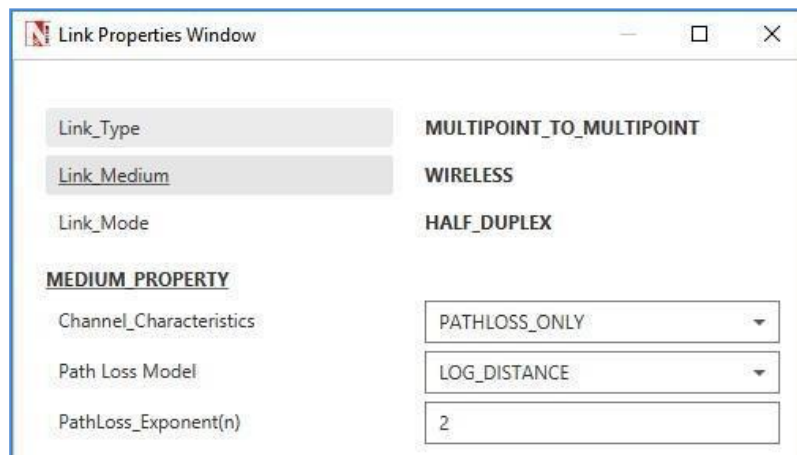 Link Properties Window
Link_Type MULTIPOINT_TO_MULTIPOINT
Link_Medium WIRELESS
Link_Mode HALF_DUPLEX
MEDIUM_PROPERTY
Channel_Characteristics PATHLOSS_ONLY
Path Loss Model LOG_DISTANCE
PathLoss_Exponent(n) 2